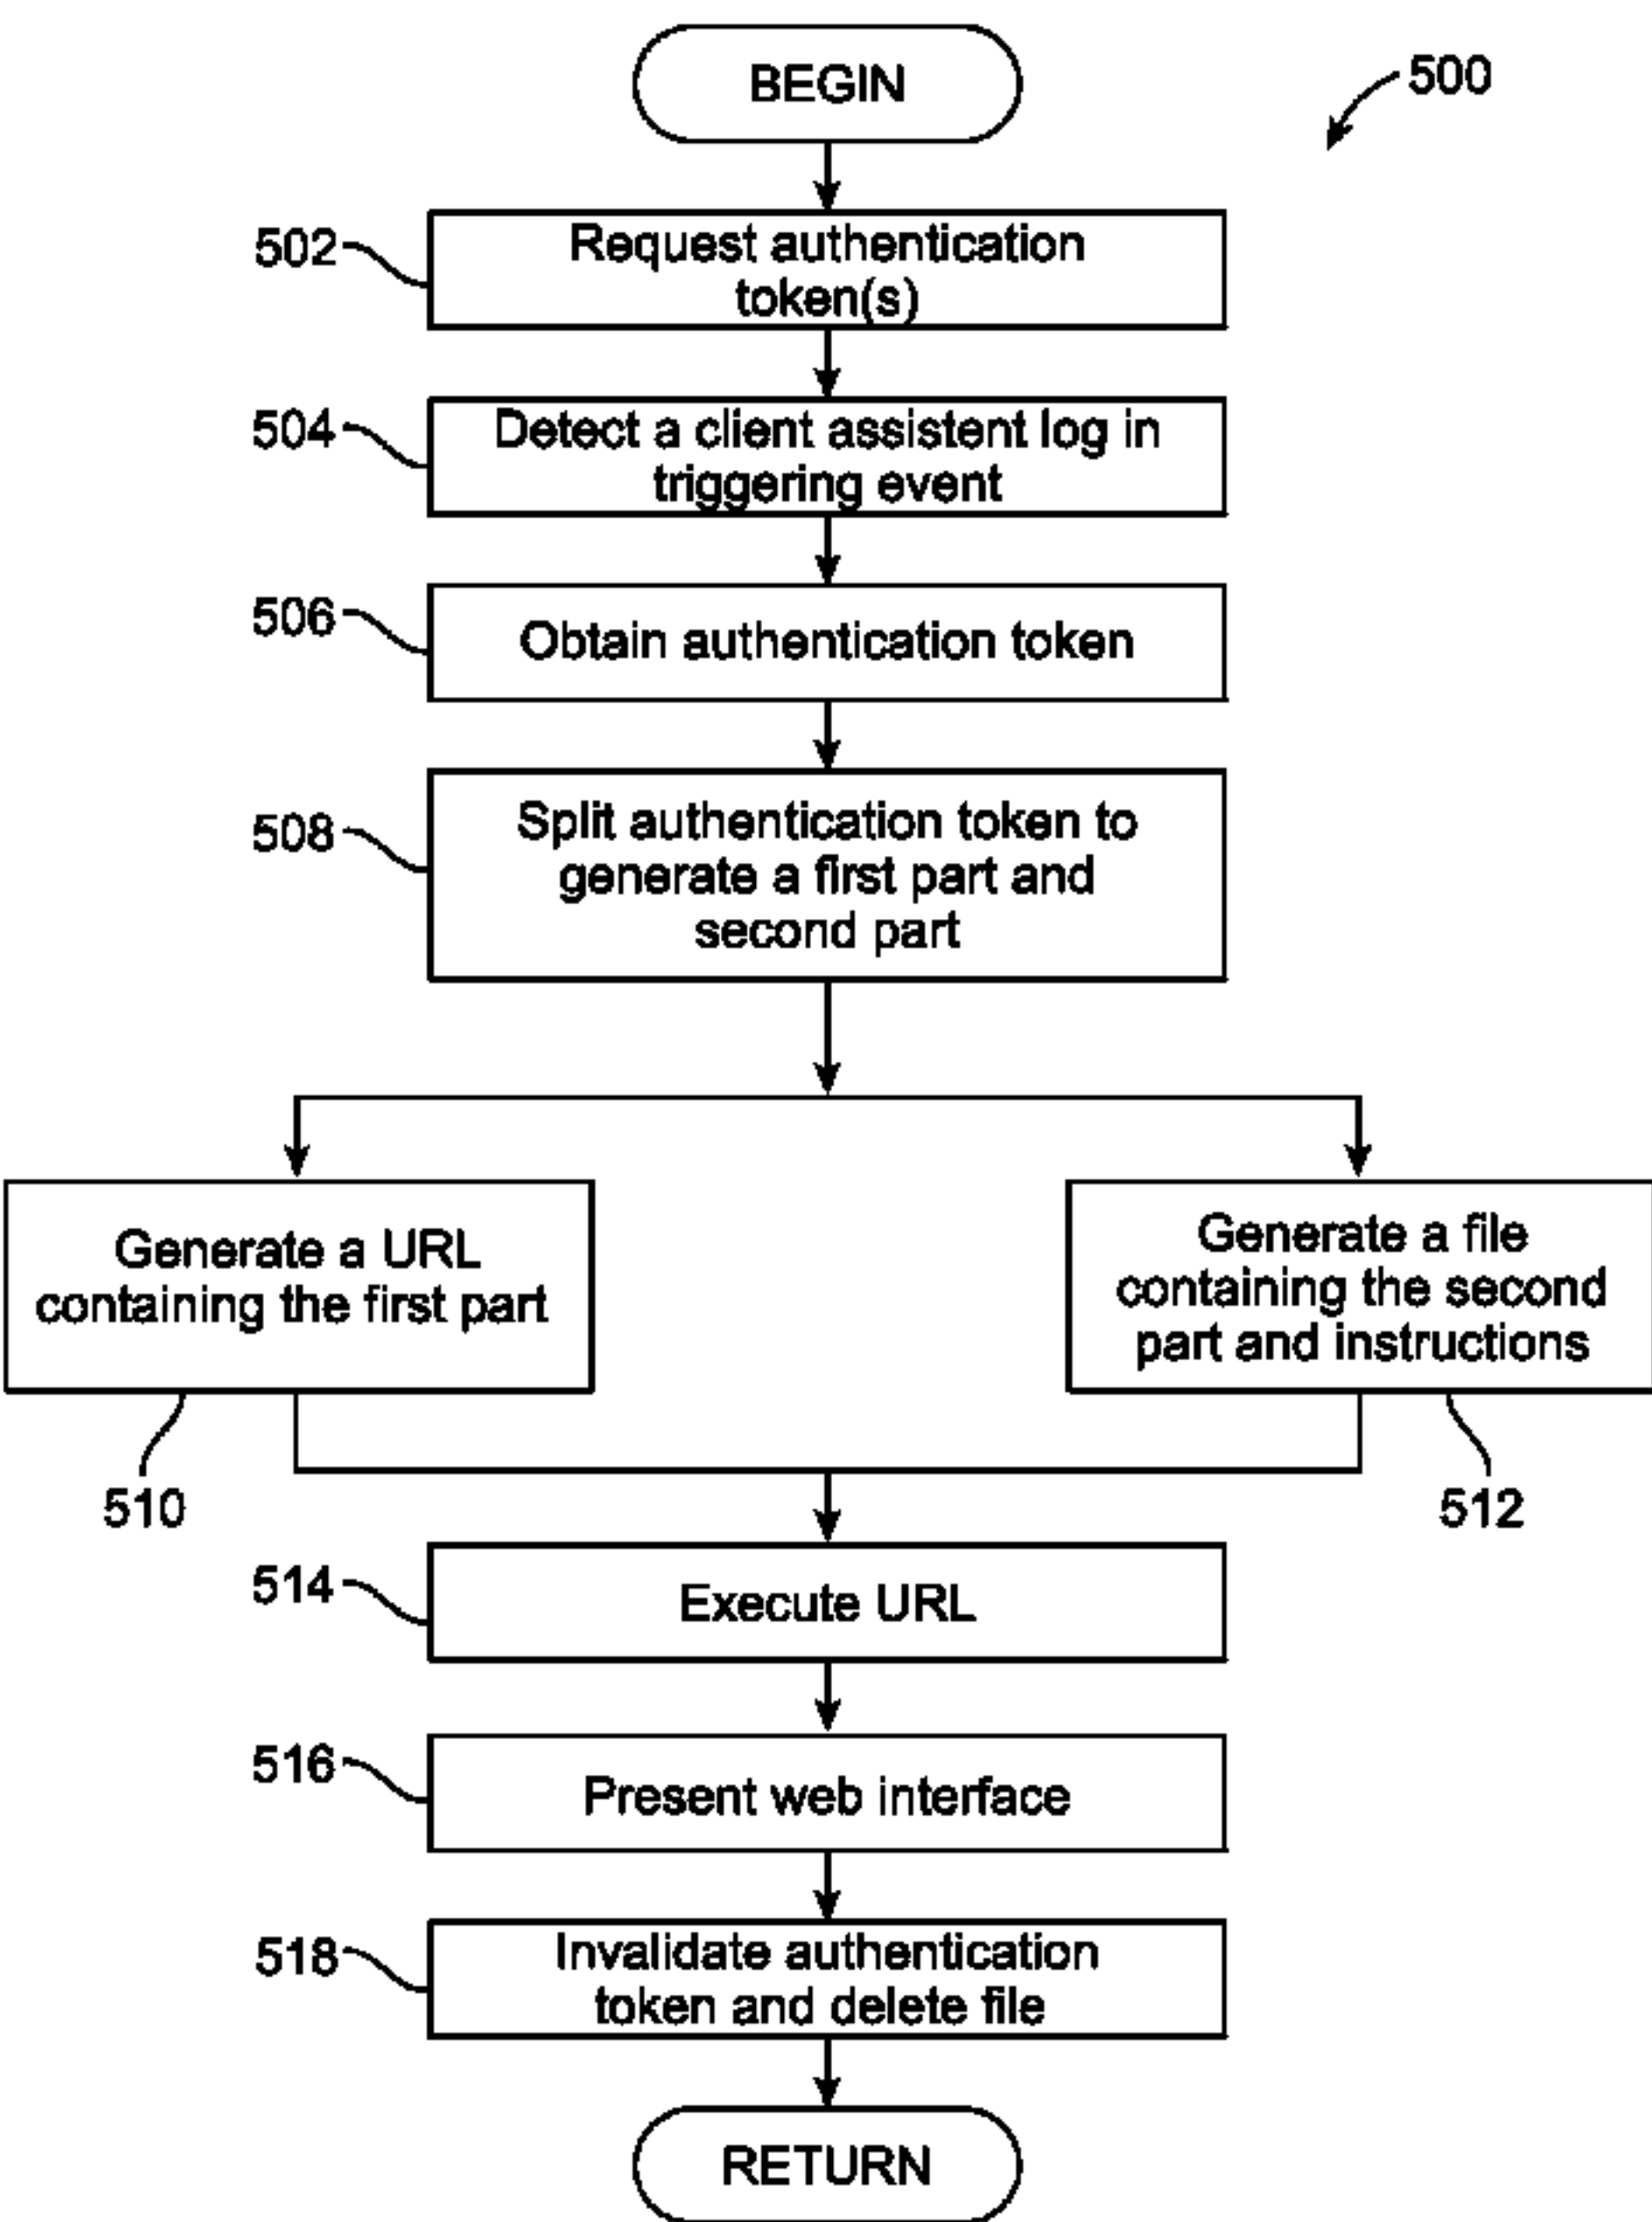 BEGIN
500
502
Request authentication
token(s)
504
Detect a client assistent log in
triggering event
506
Obtain authentication token
508
Split authentication token to
generate a first part and
second part
Generate a URL
containing the first part
Generate a file
containing the second
part and instructions
510
512
514
Execute URL
516
Present web interface
518
Invalidate authentication
token and delete file
RETURN